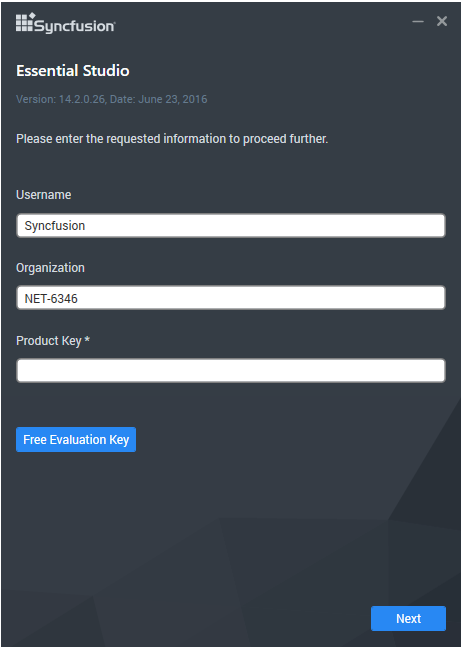 Syncfusion
Essential Studio
Version: 14.2.0.26, Date: June 23, 2016
Please enter the requested information to proceed further.
Username
Syncfusion
Organization
NET-6346
Product Key *
Free Evaluation Key
Next